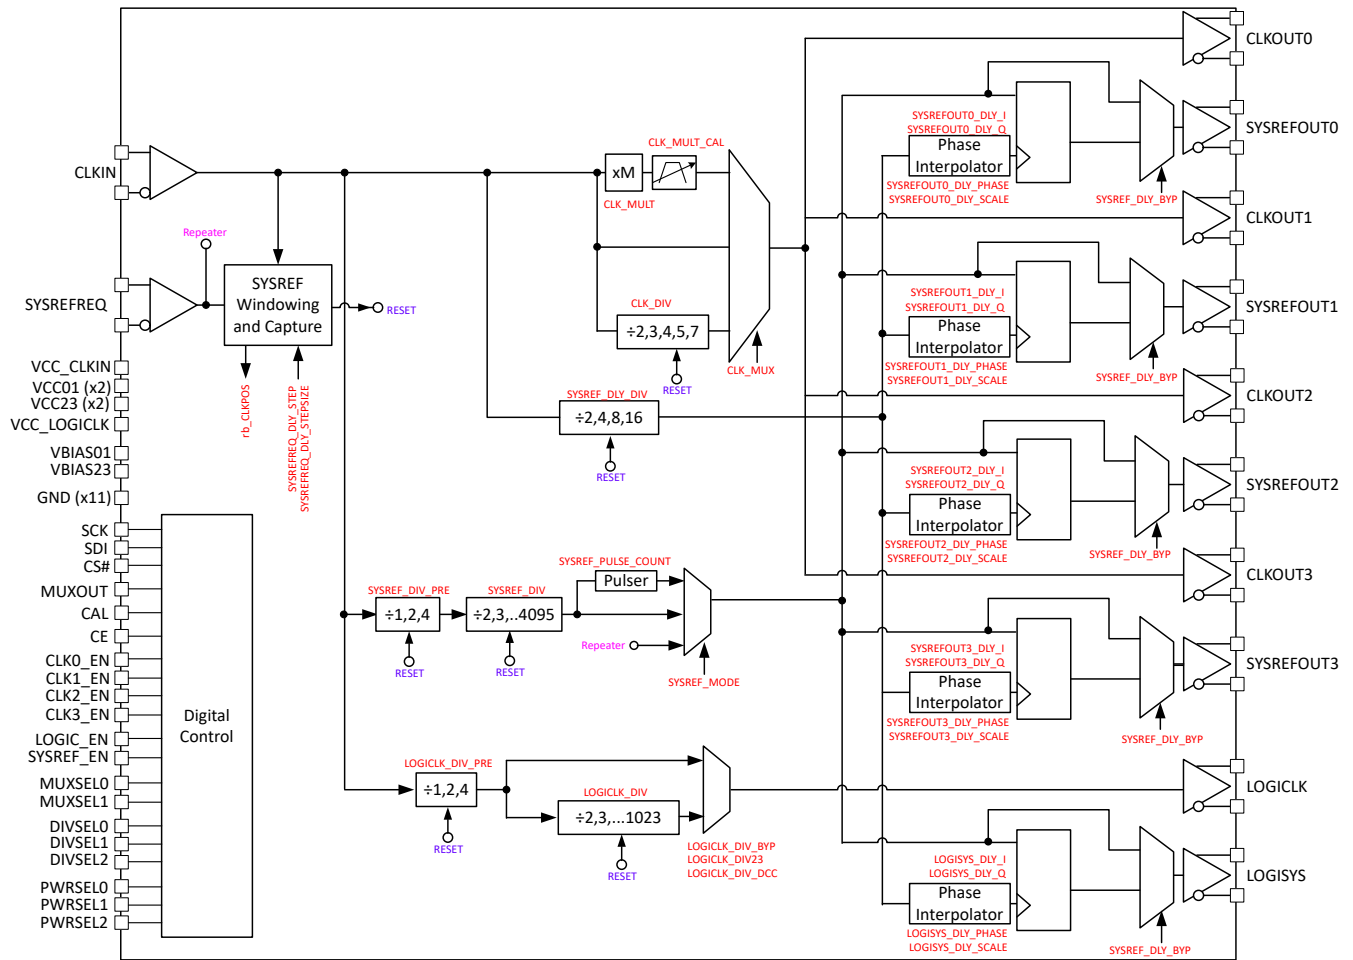 CLKIN
SYSREFREQ
VCC_CLKIN
VCC01 (x2)
VCC23 (x2)
VCC_LOGICLK
VBIAS01
VBIAS23
GND (x11)
SCK
SDI
CS#
MUXOUT
CAL
CE
CLK0_EN
CLK1_EN
CLK2_EN
CLK3_EN
LOGIC_EN
SYSREF_EN
MUXSEL0
MUXSEL1
DIVSEL0
DIVSEL1
DIVSEL2
PWRSEL0
PWRSEL1
PWRSEL2
Digital
Control
Repeater
SYSREF
Windowing
and Capture
RESET
rb_CLKPOS
SYSREFREQ_DLY_STEP
SYSREFREQ_DLY_STEPSIZE
CLK_MULT_CAL
xM
CLK_MULT
CLK_DIV
÷2,3,4,5,7
RESET
CLK_MUX
SYSREF_DLY_DIV
÷2,4,8,16
RESET
SYSREF_DIV_PRE
÷1,2,4
RESET
SYSREF_DIV
÷2,3,..4095
RESET
SYSREF_PULSE_COUNT
Pulser
Repeater
SYSREF_MODE
LOGICLK_DIV_PRE
÷1,2,4
RESET
LOGICLK_DIV
÷2,3,...1023
RESET
LOGICLK_DIV_BYP
LOGICLK_DIV23
LOGICLK_DIV_DCC
CLKOUT0
SYSREFOUT0_DLY_I
SYSREFOUT0_DLY_Q
Phase
Interpolator
SYSREFOUT0_DLY_PHASE
SYSREFOUT0_DLY_SCALE
SYSREF_DLY_BYP
SYSREFOUT0
CLKOUT1
SYSREFOUT1_DLY_I
SYSREFOUT1_DLY_Q
Phase
Interpolator
SYSREFOUT1_DLY_PHASE
SYSREFOUT1_DLY_SCALE
SYSREF_DLY_BYP
SYSREFOUT1
CLKOUT2
SYSREFOUT2_DLY_I
SYSREFOUT2_DLY_Q
Phase
Interpolator
SYSREFOUT2_DLY_PHASE
SYSREFOUT2_DLY_SCALE
SYSREF_DLY_BYP
SYSREFOUT2
CLKOUT3
SYSREFOUT3_DLY_I
SYSREFOUT3_DLY_Q
Phase
Interpolator
SYSREFOUT3_DLY_PHASE
SYSREFOUT3_DLY_SCALE
SYSREF_DLY_BYP
SYSREFOUT3
LOGICLK
LOGISYS_DLY_I
LOGISYS_DLY_Q
Phase
Interpolator
LOGISYS_DLY_PHASE
LOGISYS_DLY_SCALE
SYSREF_DLY_BYP
LOGISYS